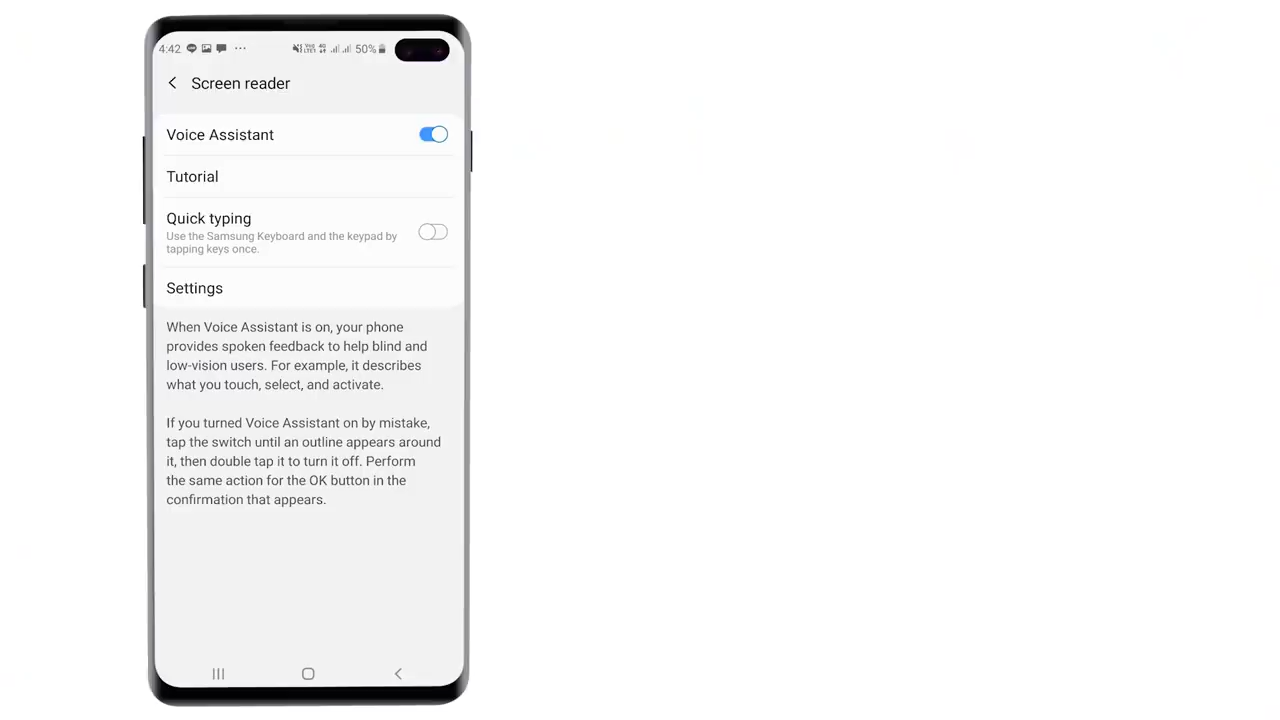 4:42 50%
Screen reader
Voice Assistant
Tutorial
Quick typing
Use the Samsung Keyboard and the keypad by
tapping keys once.
Settings
When Voice Assistant is on, your phone
provides spoken feedback to help blind and
low-vision users. For example, it describes
what you touch, select, and activate.
If you turned Voice Assistant on by mistake,
tap the switch until an outline appears around
it, then double tap it to turn it off. Perform
the same action for the OK button in the
confirmation that appears.